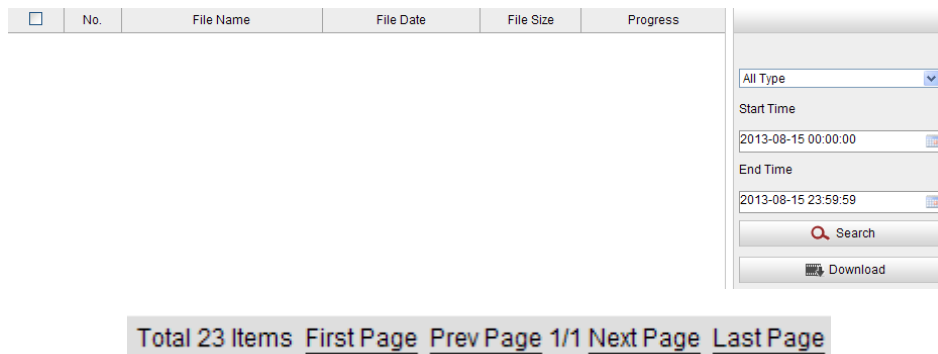 No. File Name File Date File Size Progress
All Type
Start Time
2013-08-15 00:00:00
End Time
2013-08-15 23:59:59
Search
Download
Total 23 Items First Page Prev Page 1/1 Next Page Last Page